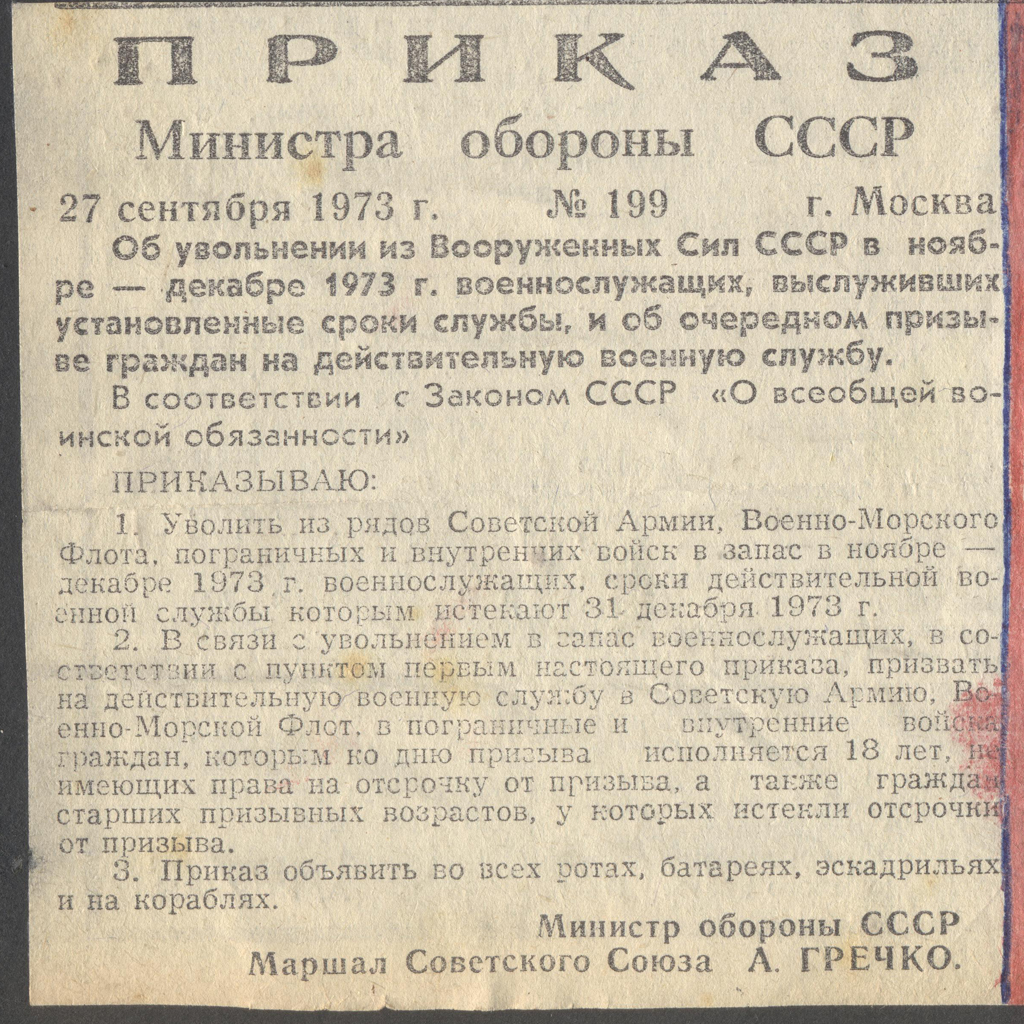 ПРИКАЗ
Министра обороны СССР
27 сентября 1973 г. № 199 г. Москва
Об увольнении из Вооруженных Сил СССР в нояб-
ре — декабре 1973 г. военнослужащих, выслуживших
установленные сроки службы, и об очередном призы-
ве граждан на действительную военную службу.
В соответствии с Законом СССР «О всеобщей во-
инской обязанности»
ПРИКАЗЫВАЮ:
1. Уволить из рядов Советской Армии, Военно-Морского
Флота, пограничных и внутренних войск в запас в ноябре —
декабре 1973 г. военнослужащих, сроки действительной во-
енной службы которым истекают 31 декабря 1973 г.
2. В связи с увольнением в запас военнослужащих, в со-
ответствии с пунктом первым настоящего приказа, призвать
на действительную военную службу в Советскую Армию, Во-
енно-Морской Флот, в пограничные и внутренние войска
граждан, которым ко дню призыва исполняется 18 лет, не
имеющих права на отсрочку от призыва, а также граждан
старших призывных возрастов, у которых истекли отсрочки
от призыва.
3. Приказ объявить во всех ротах, батареях, эскадрильях
и на кораблях.
Министр обороны СССР
Маршал Советского Союза А. ГРЕЧКО.